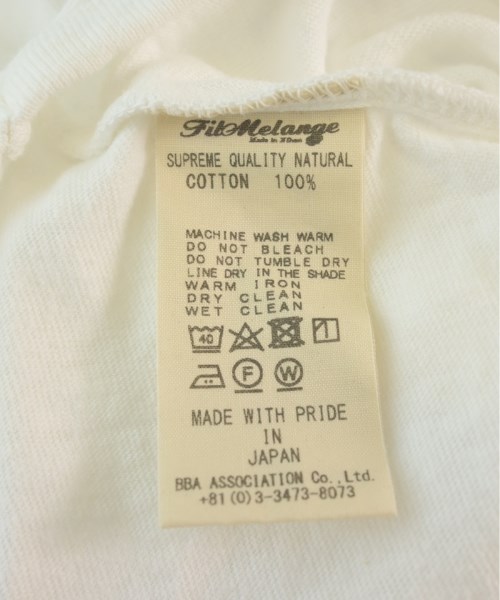 FilMelange
SUPREME QUALITY NATURAL
COTTON 100%
MACHINE WASH WARM
DO NOT BLEACH
DO NOT TUMBLE DRY
LINE DRY IN THE SHADE
WARM IRON
DRY CLEAN
WET CLEAN
40
F W
MADE WITH PRIDE
IN
JAPAN
BBA ASSOCIATION Co.,Ltd.
+81(0)3-3473-8073